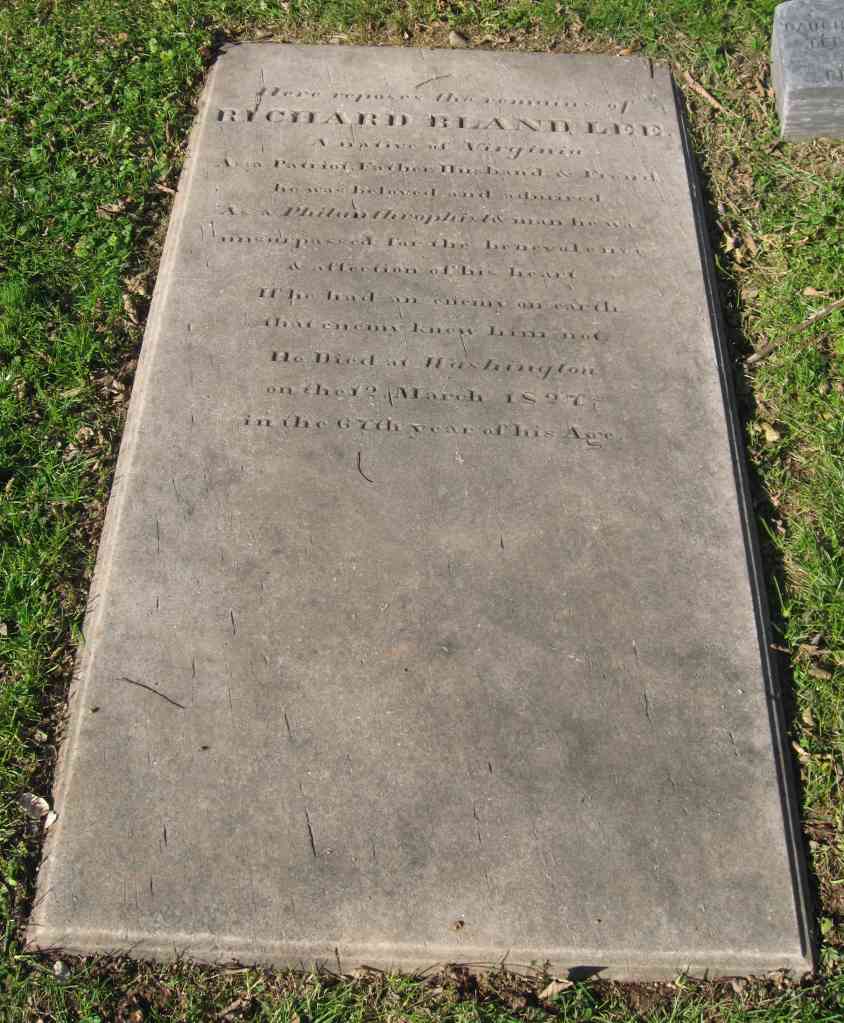 Here reposes the remains of
RICHARD BLAND LEE.
A native of Virginia
As a Patriot, Father Husband & Frend
he was beloved and admired
As a Philanthrophist & man he was
unsurpassed for the benevolence
& affection of his heart
If he had an enemy on earth
that enemy knew him not
He Died at Washington
on the 12 March 1827;
in the 67th year of his Age